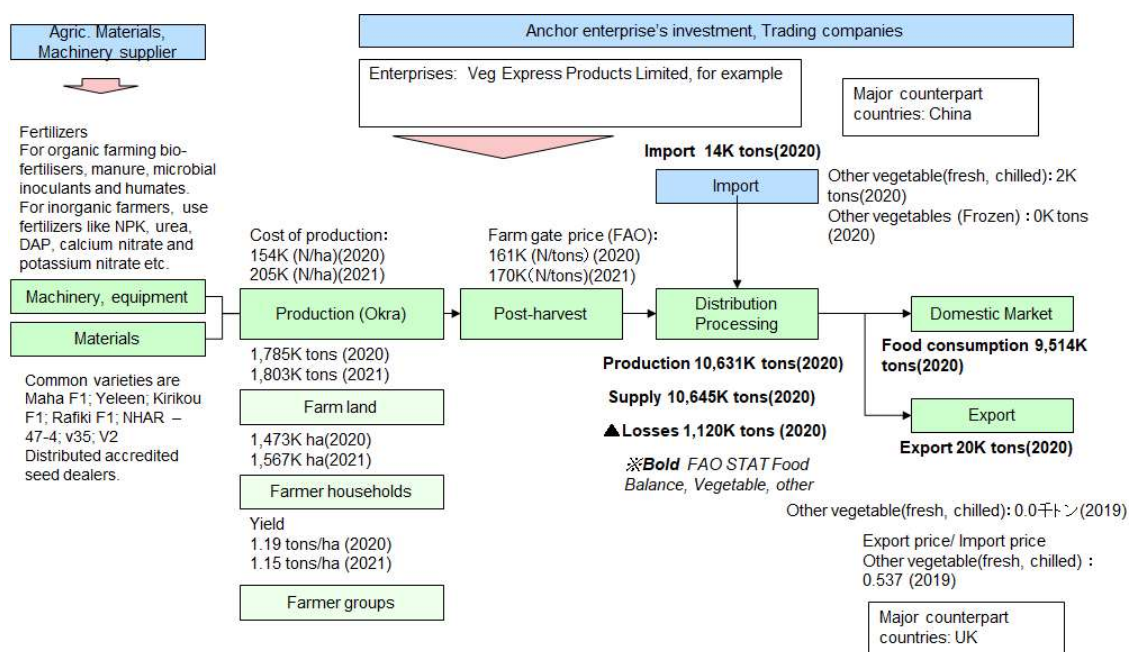 Agric. Materials,
Machinery supplier
Anchor enterprise's investment, Trading companies
Enterprises: Veg Express Products Limited, for example
Major counterpart
countries: China
Fertilizers
For organic farming bio-
fertilisers, manure, microbial
inoculants and humates.
For inorganic farmers, use
fertilizers like NPK, urea,
DAP, calcium nitrate and
potassium nitrate etc.
Import 14K tons(2020)
Import
Other vegetable(fresh, chilled): 2K
tons(2020)
Other vegetables (Frozen) : 0K tons
(2020)
Cost of production:
154K (N/ha)(2020)
205K (N/ha)(2021)
Farm gate price (FAO):
161K (N/tons) (2020)
170K(N/tons)(2021)
Machinery, equipment
Materials
Production (Okra)
Post-harvest
Distribution
Processing
Domestic Market
Food consumption 9,514K
tons(2020)
Export
Export 20K tons(2020)
1,785K tons (2020)
1,803K tons (2021)
Farm land
1,473K ha(2020)
1,567K ha(2021)
Farmer households
Yield
1.19 tons/ha (2020)
1.15 tons/ha (2021)
Farmer groups
Common varieties are
Maha F1; Yeleen; Kirikou
F1; Rafiki F1; NHAR –
47-4; v35; V2
Distributed accredited
seed dealers.
Production 10,631K tons(2020)
Supply 10,645K tons(2020)
▲Losses 1,120K tons (2020)
※Bold FAO STAT Food
Balance, Vegetable, other
Other vegetable(fresh, chilled): 0.0千トン(2019)
Export price/ Import price
Other vegetable(fresh, chilled) :
0.537 (2019)
Major counterpart
countries: UK